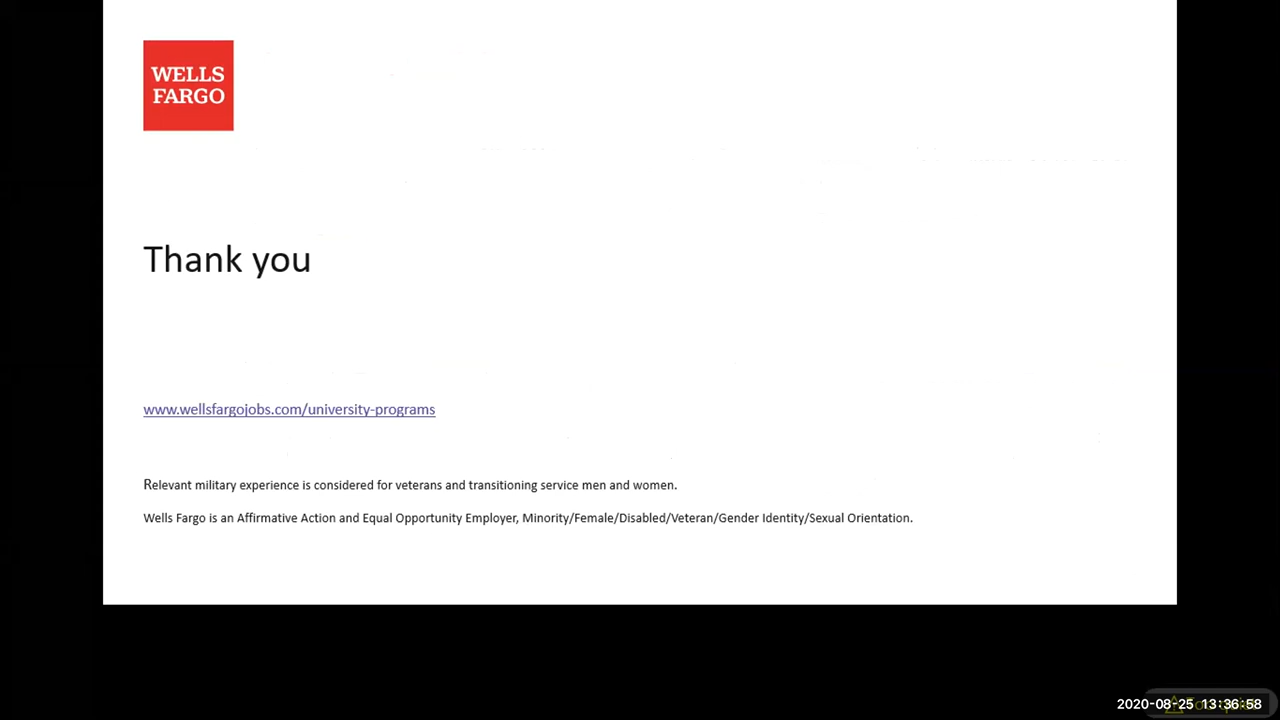 WELLS
FARGO
Thank you
www.wellsfargojobs.com/university-programs
Relevant military experience is considered for veterans and transitioning service men and women.
Wells Fargo is an Affirmative Action and Equal Opportunity Employer, Minority/Female/Disabled/Veteran/Gender Identity/Sexual Orientation.
2020-08-25 13:36:58